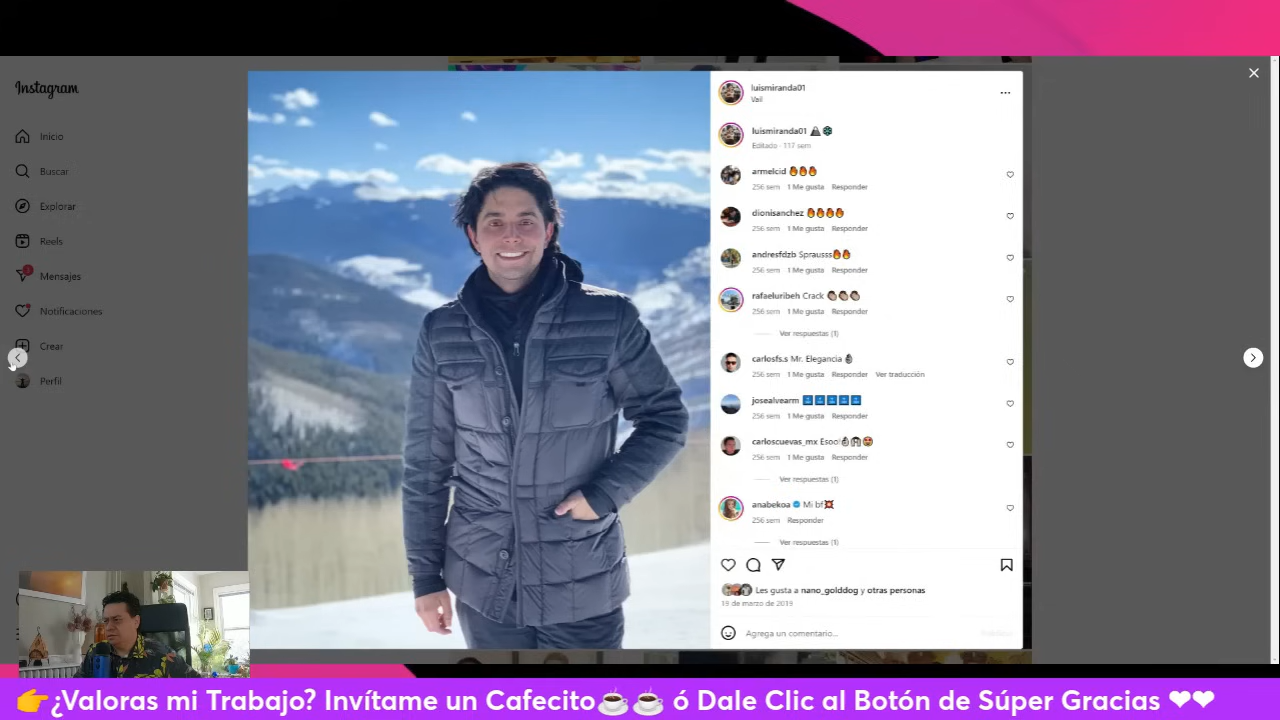 Instagram
Inicio
Buscar
Explorar
Reels
Mensajes
Notificaciones
Crear
Perfil
luismiranda01
Vail
luismiranda01 ⛰️❄️
Editado · 117 sem
armelcid 🔥🔥🔥
256 sem 1 Me gusta Responder
dionisanchez 🔥🔥🔥🔥
256 sem 1 Me gusta Responder
andresfdzb Sprausss🔥🔥
256 sem 1 Me gusta Responder
rafaeluribeh Crack 👏🏼👏🏼👏🏼
256 sem 1 Me gusta Responder
Ver respuestas (1)
carlosfs.s Mr. Elegancia
256 sem 1 Me gusta Responder Ver traducción
josealvearm
256 sem 1 Me gusta Responder
carloscuevas_mx Esoo!
256 sem 1 Me gusta Responder
Ver respuestas (1)
anabekoa Mi bf💥
256 sem Responder
Ver respuestas (1)
Les gusta a nano_golddog y otras personas
19 de marzo de 2019
Agrega un comentario...
👉¿Valoras mi Trabajo? Invítame un Cafecito☕☕ ó Dale Clic al Botón de Súper Gracias ❤❤